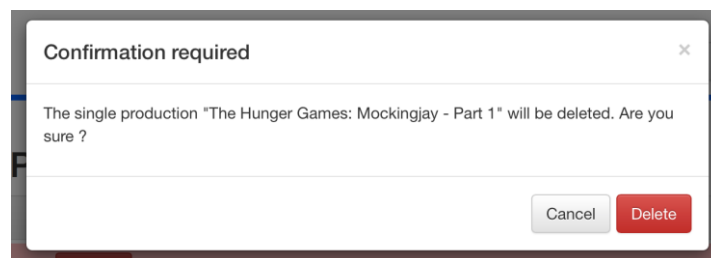 Confirmation required ×
The single production "The Hunger Games: Mockingjay - Part 1" will be deleted. Are you
sure ?
Cancel Delete